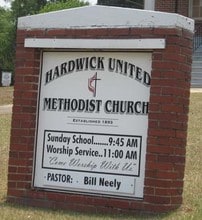 HARDWICK UNITED
METHODIST CHURCH
ESTABLISHED 1895
Sunday School.......9:45 AM
Worship Service..11:00 AM
"Come Worship With Us"
PASTOR: Bill Neely